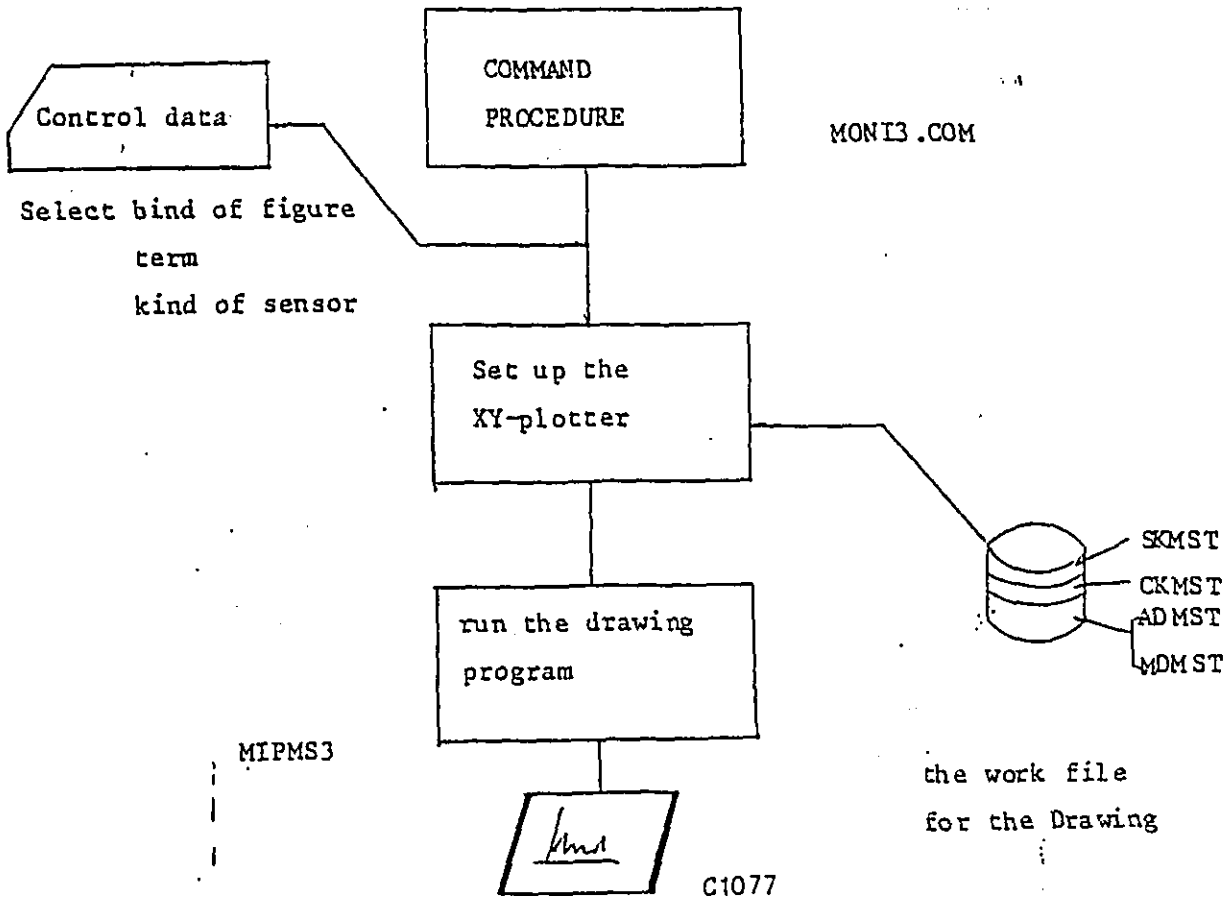 COMMAND
PROCEDURE
MONI3.COM
Control data
Select bind of figure
term
kind of sensor
Set up the
XY-plotter
SKMST
CKMST
ADMST
MDMST
run the drawing
program
MIPMS3
the work file
for the Drawing
C1077